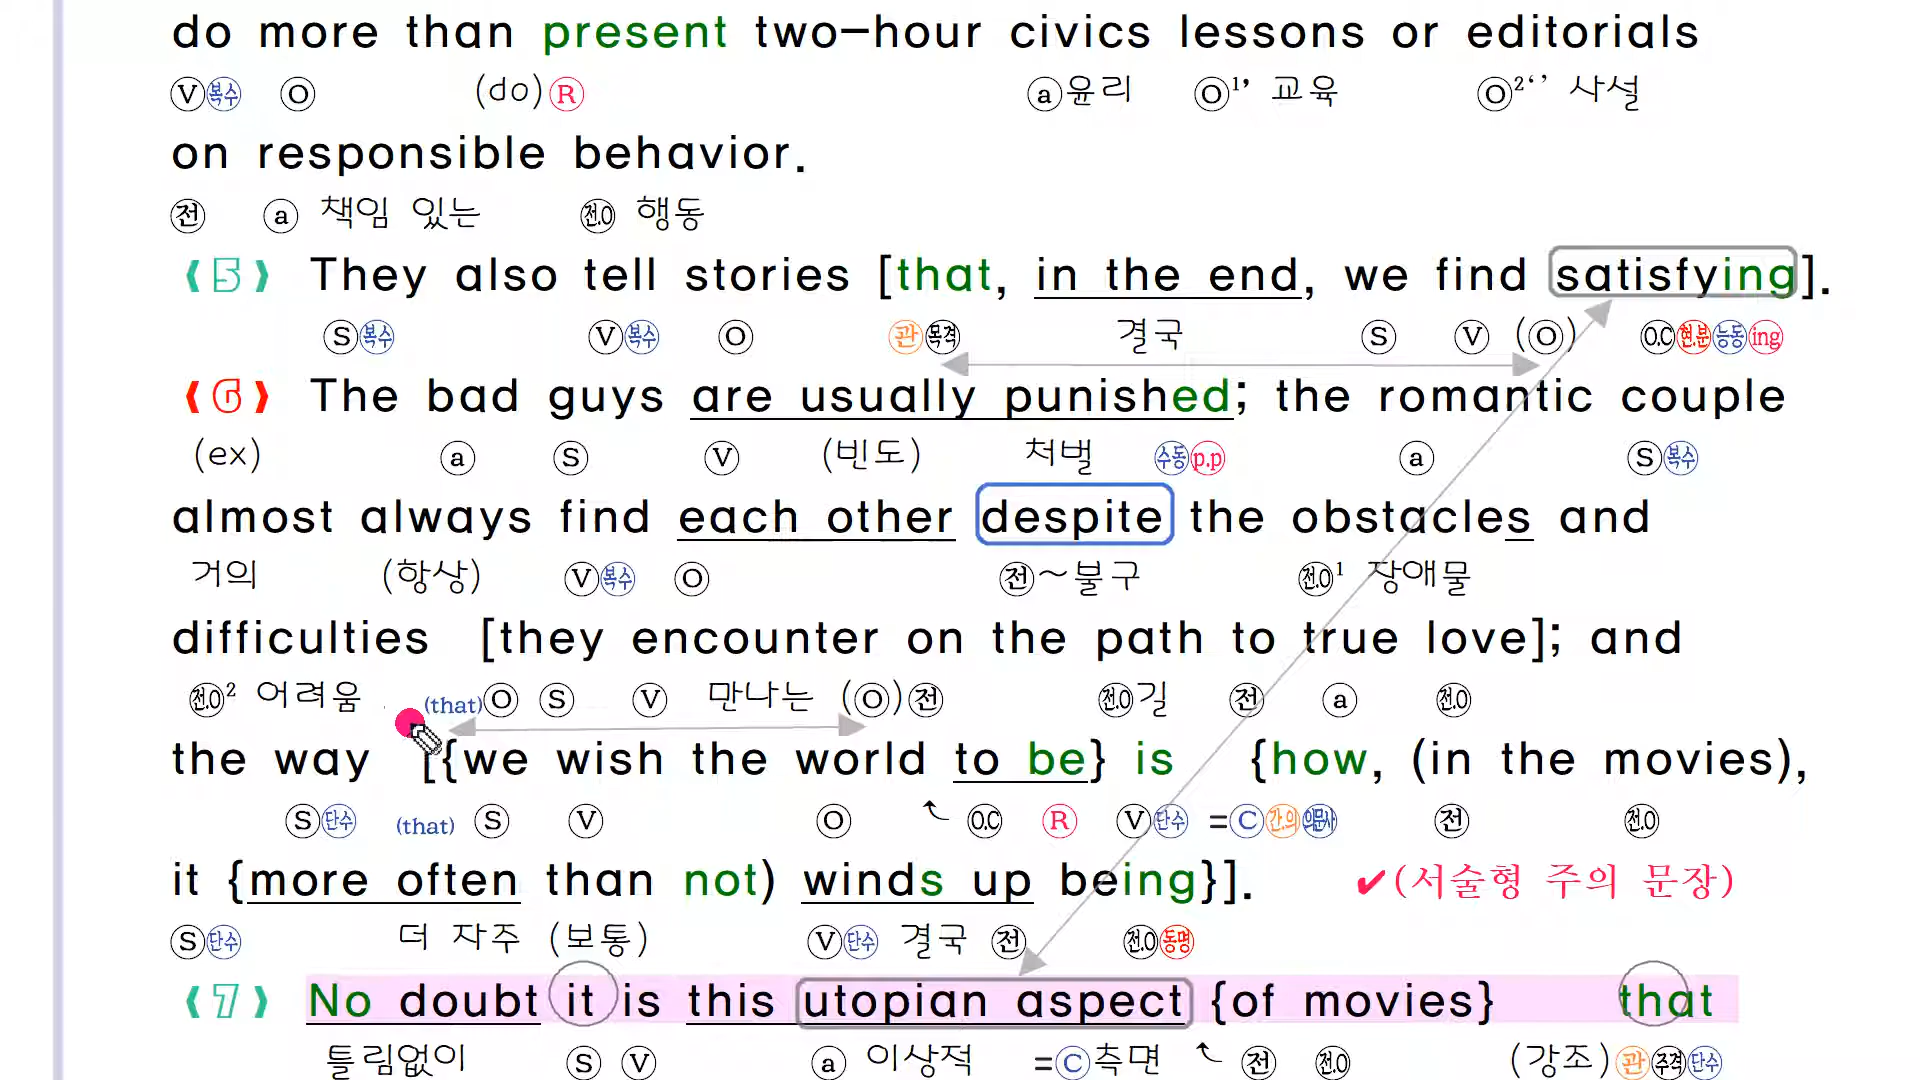 do more than present two-hour civics lessons or editorials
Ⓥ복수 Ⓞ (do)Ⓡ ⓐ윤리 Ⓞ¹’ 교육 Ⓞ²‘’ 사설
on responsible behavior.
전 ⓐ 책임 있는 전.O 행동
❪5❫ They also tell stories [that, in the end, we find satisfying].
Ⓢ복수 Ⓥ복수 Ⓞ 관목격 결국 Ⓢ Ⓥ (Ⓞ) O.C현.분능동ing
❪6❫ The bad guys are usually punished; the romantic couple
(ex) ⓐ Ⓢ Ⓥ (빈도) 처벌 수동p.p ⓐ Ⓢ복수
almost always find each other despite the obstacles and
거의 (항상) Ⓥ복수 Ⓞ 전~불구 전.O¹ 장애물
difficulties [they encounter on the path to true love]; and
전.O² 어려움 (that)Ⓞ Ⓢ Ⓥ 만나는 (Ⓞ)전 전.O길 전 ⓐ 전.O
the way [{we wish the world to be} is {how, (in the movies),
Ⓢ단수 (that) Ⓢ Ⓥ Ⓞ O.C Ⓡ Ⓥ단수 =Ⓒ간.의의문사 전 전.O
it {more often than not) winds up being}]. ✔(서술형 주의 문장)
Ⓢ단수 더 자주 (보통) Ⓥ단수 결국 전 전.O동명
❪7❫ No doubt it is this utopian aspect {of movies} that
틀림없이 Ⓢ Ⓥ ⓐ 이상적 =Ⓒ측면 전 전.O (강조)관주격단수